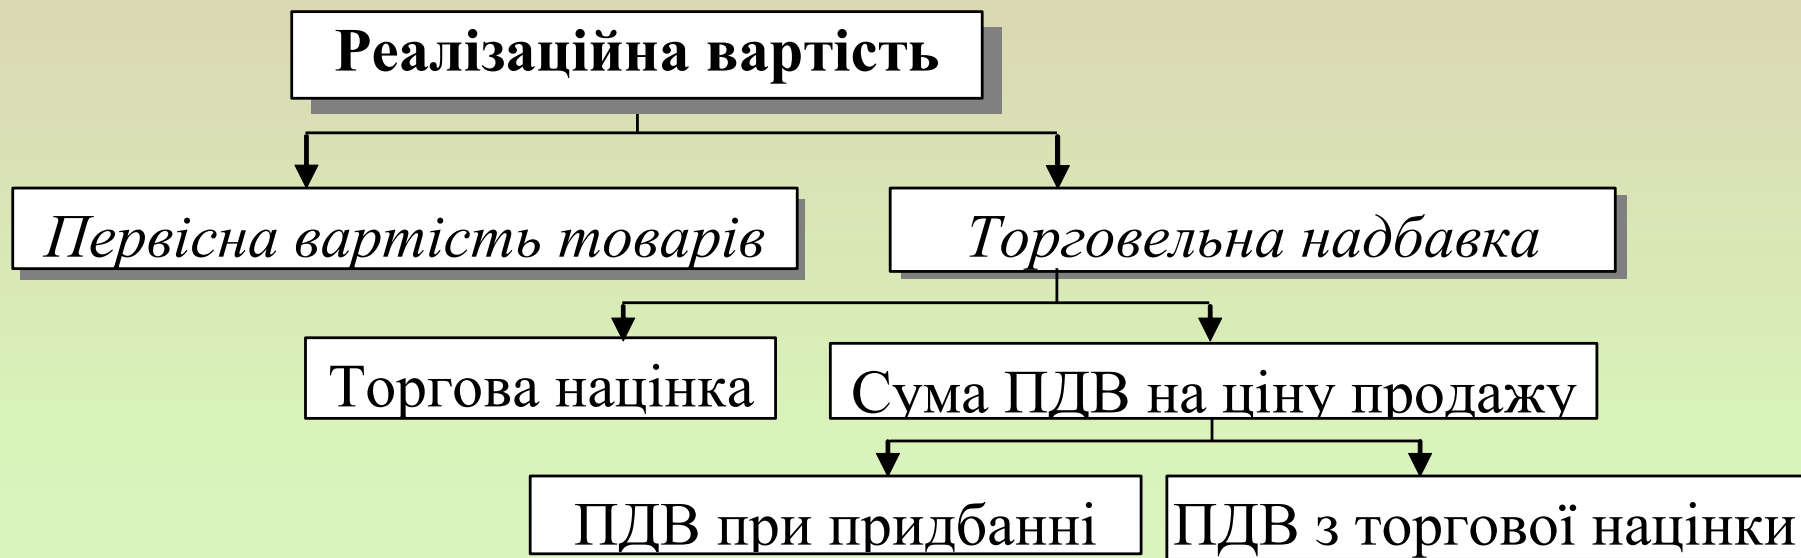 Реалізаційна вартість
Первісна вартість товарів
Торговельна надбавка
Торгова націнка
Сума ПДВ на ціну продажу
ПДВ при придбанні
ПДВ з торгової націнки